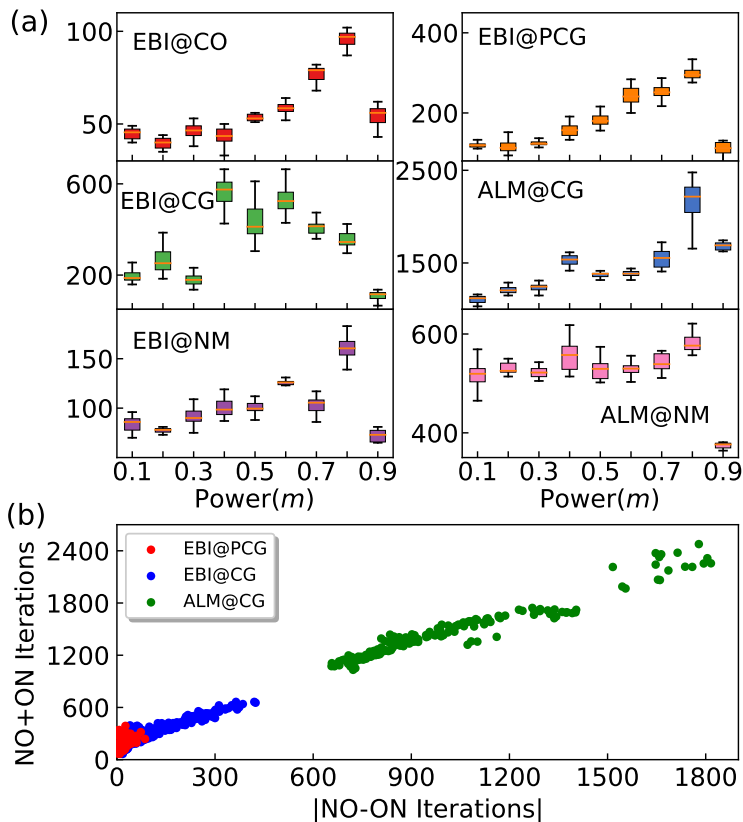 (a)
EBI@CO
100
50
EBI@PCG
400
200
EBI@CG
600
200
ALM@CG
2500
1500
EBI@NM
150
100
0.1 0.3 0.5 0.7 0.9
Power(m)
ALM@NM
600
400
0.1 0.3 0.5 0.7 0.9
Power(m)
(b)
NO+ON Iterations
2400
1800
1200
600
0
EBI@PCG
EBI@CG
ALM@CG
0 300 600 900 1200 1500 1800
|NO-ON Iterations|